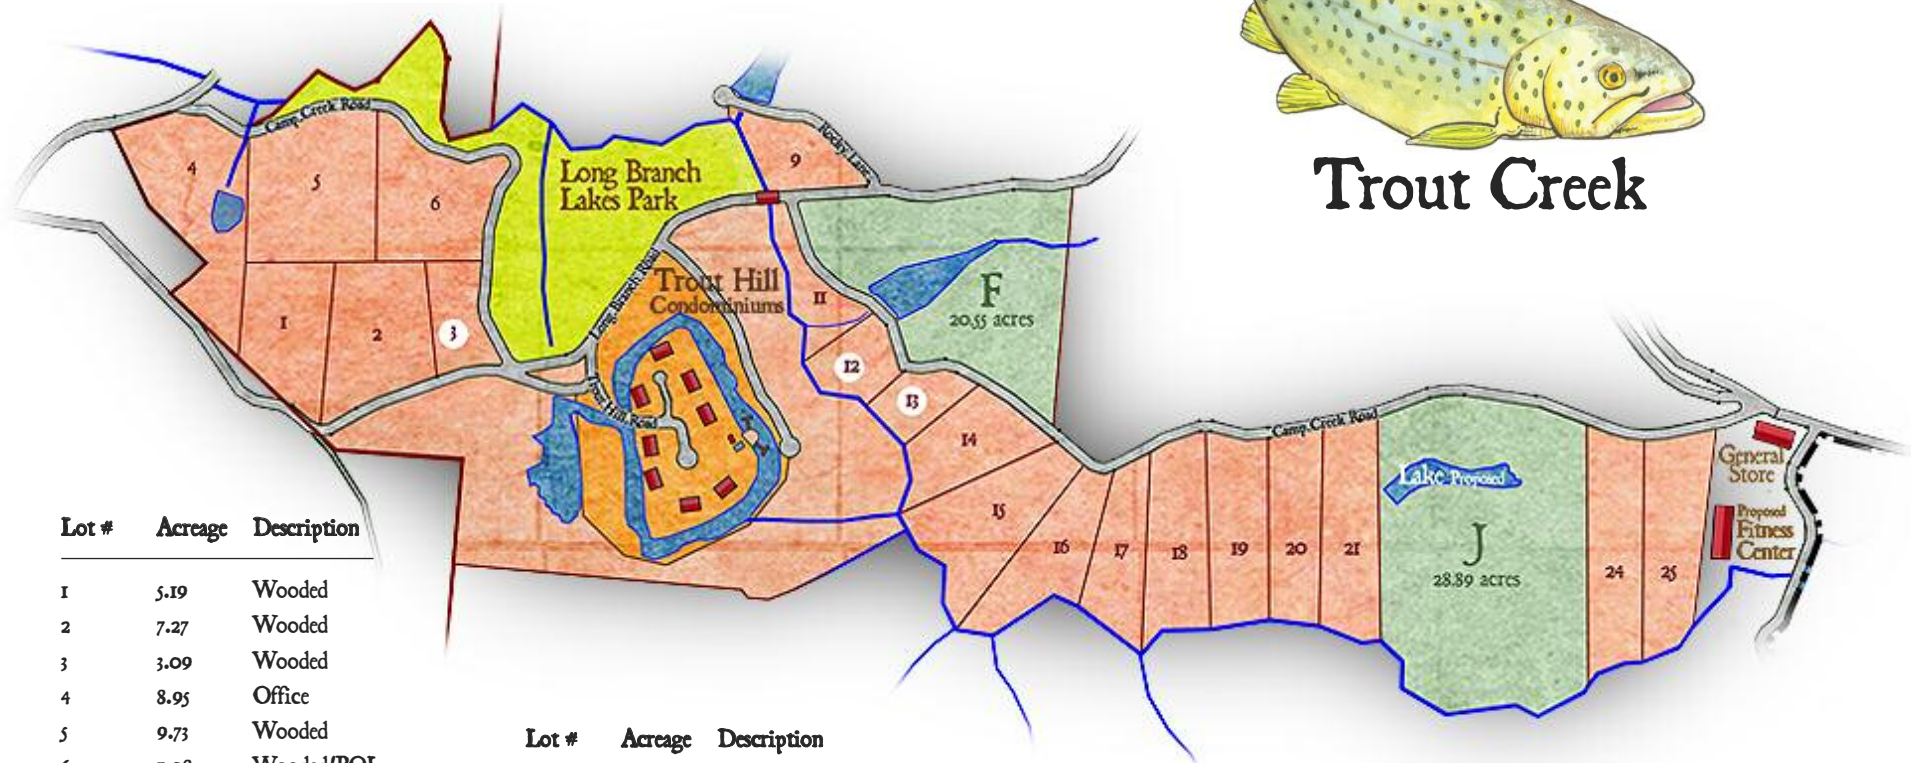 Trout Creek
Camp Creek Road
Long Branch
Lakes Park
Rocky Lane
4
5
6
9
Long Branch Road
Trout Hill
Condominiums
1
2
3
11
12
13
14
15
16
17
18
19
20
21
F
20.55 acres
Trout Hill Road
Camp Creek Road
Lake Proposed
J
28.89 acres
24
25
General
Store
Proposed
Fitness
Center
Lot # Acreage Description
1 5.19 Wooded
2 7.27 Wooded
3 3.09 Wooded
4 8.95 Office
5 9.73 Wooded
Lot # Acreage Description